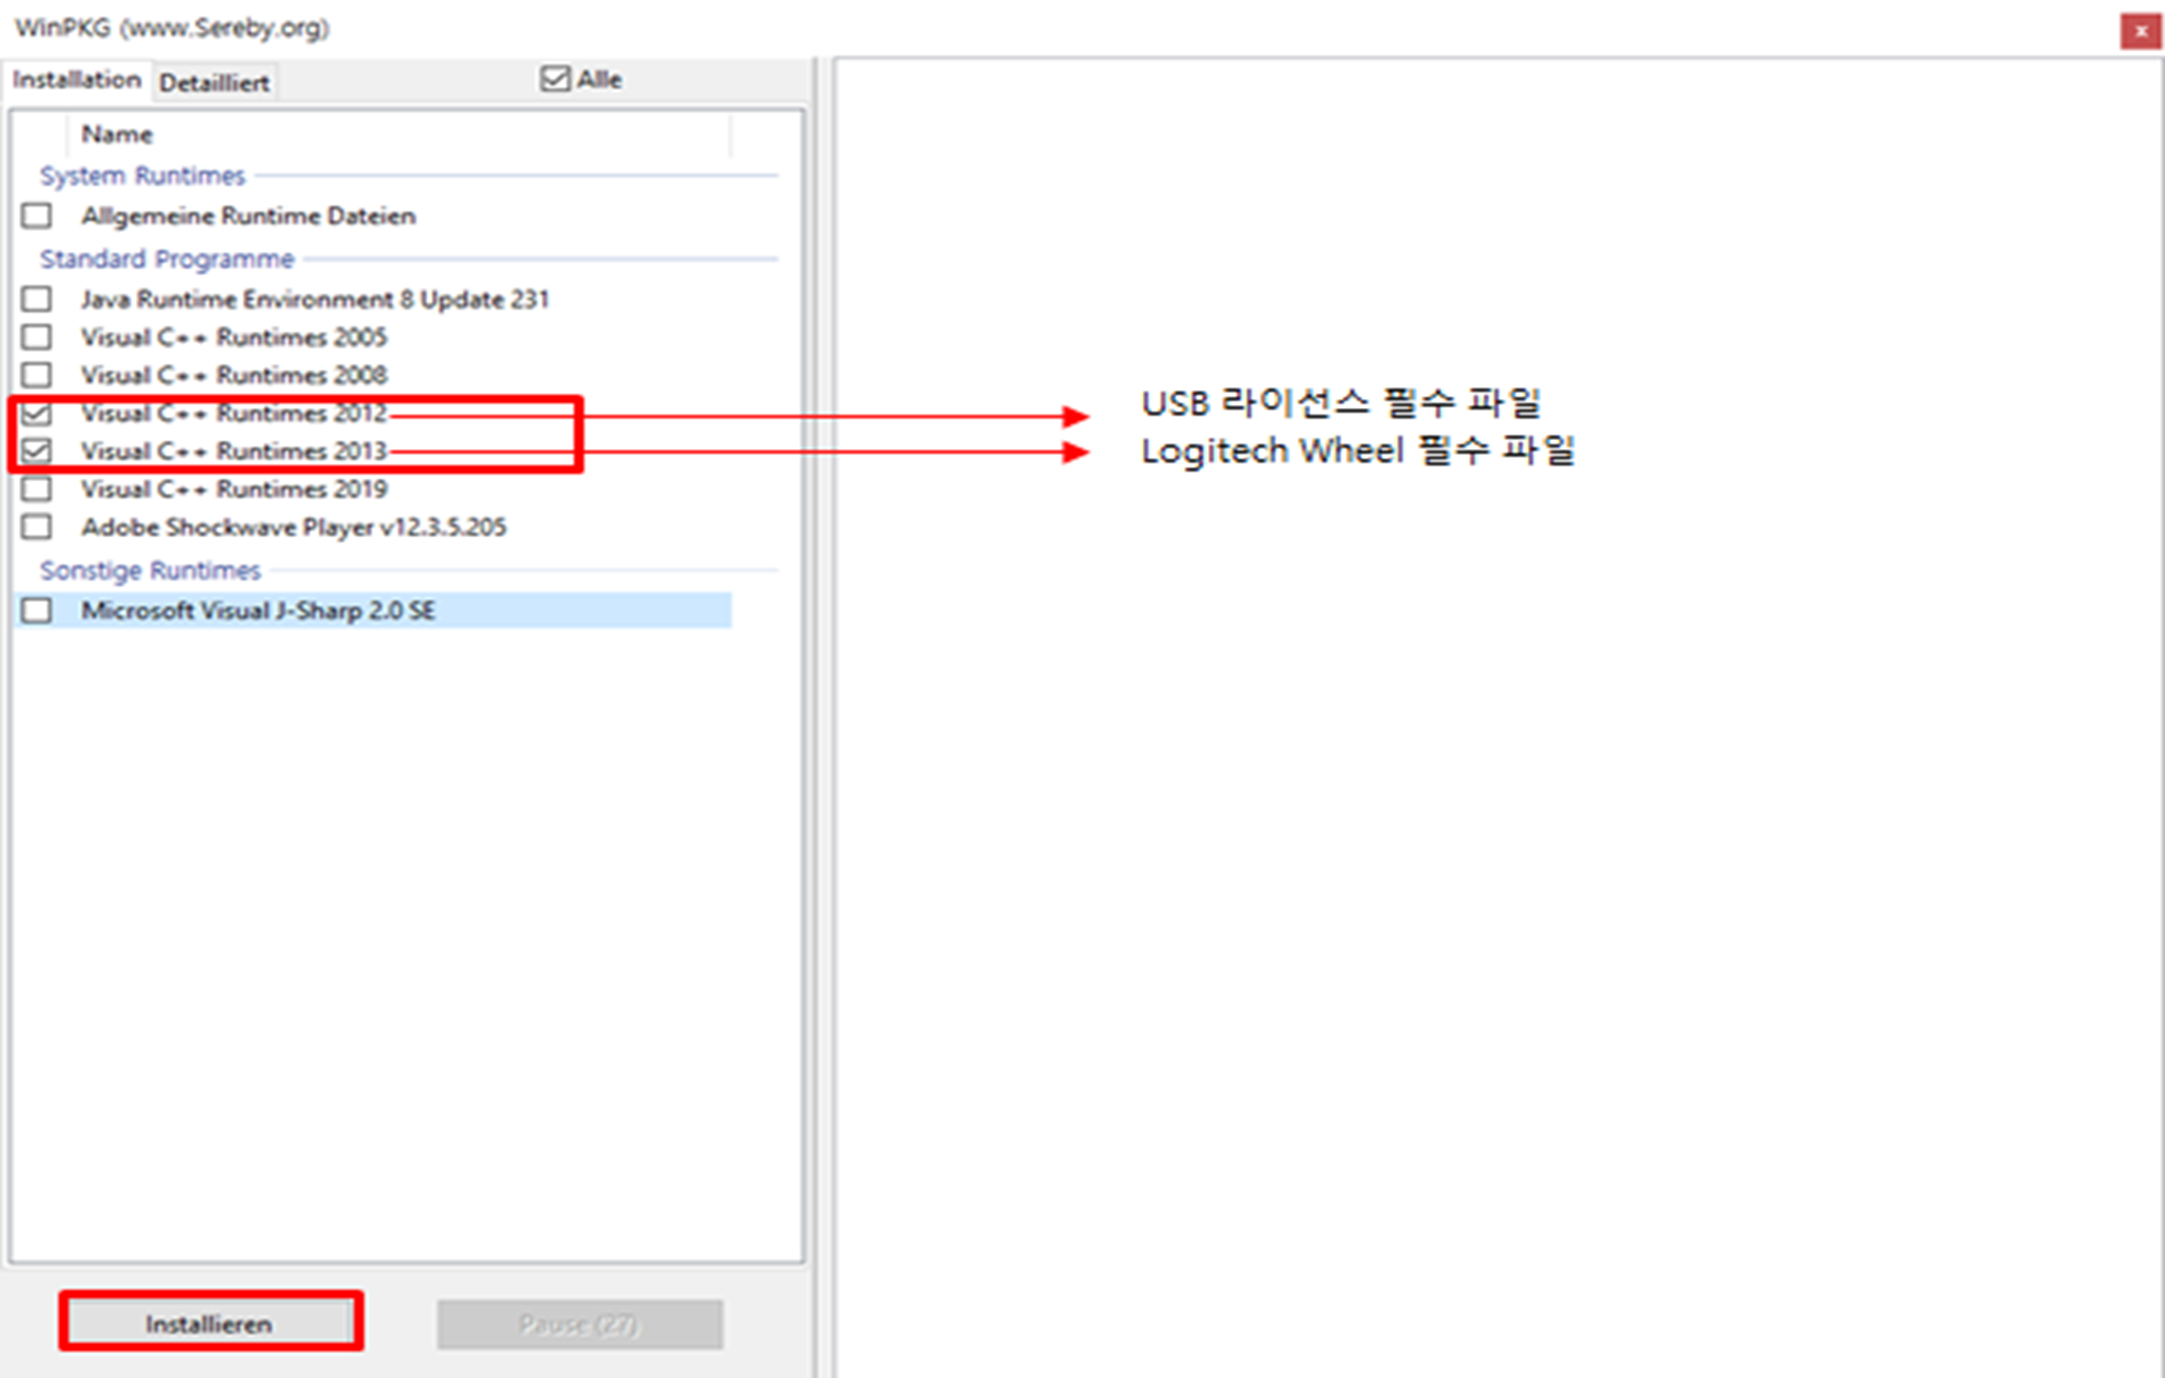 WinPKG (www.Sereby.org)
x
Installation Detailliert Alle
Name
System Runtimes
Allgemeine Runtime Dateien
Standard Programme
Java Runtime Environment 8 Update 231
Visual C++ Runtimes 2005
Visual C++ Runtimes 2008
Visual C++ Runtimes 2012
USB 라이선스 필수 파일
Visual C++ Runtimes 2013
Logitech Wheel 필수 파일
Visual C++ Runtimes 2019
Adobe Shockwave Player v12.3.5.205
Sonstige Runtimes
Microsoft Visual J-Sharp 2.0 SE
Installieren Pause (27)